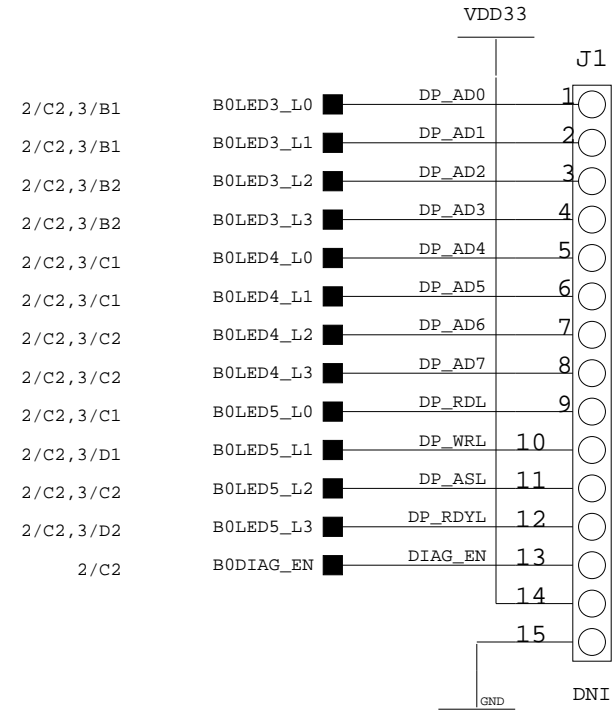 VDD33
J1
2/C2,3/B1 B0LED3_L0 DP_AD0 1
2/C2,3/B1 B0LED3_L1 DP_AD1 2
2/C2,3/B2 B0LED3_L2 DP_AD2 3
2/C2,3/B2 B0LED3_L3 DP_AD3 4
2/C2,3/C1 B0LED4_L0 DP_AD4 5
2/C2,3/C1 B0LED4_L1 DP_AD5 6
2/C2,3/C2 B0LED4_L2 DP_AD6 7
2/C2,3/C2 B0LED4_L3 DP_AD7 8
2/C2,3/C1 B0LED5_L0 DP_RDL 9
2/C2,3/D1 B0LED5_L1 DP_WRL 10
2/C2,3/C2 B0LED5_L2 DP_ASL 11
2/C2,3/D2 B0LED5_L3 DP_RDYL 12
2/C2 B0DIAG_EN DIAG_EN 13
14
15
GND
DNI